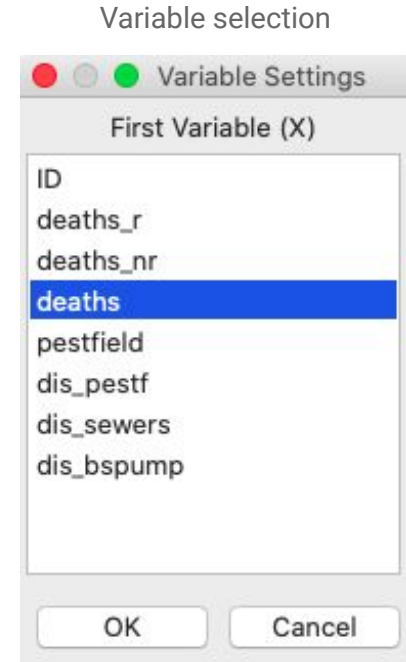 Variable selection
Variable Settings
First Variable (X)
ID
deaths_r
deaths_nr
deaths
pestfield
dis_pestf
dis_sewers
dis_bspump
OK Cancel